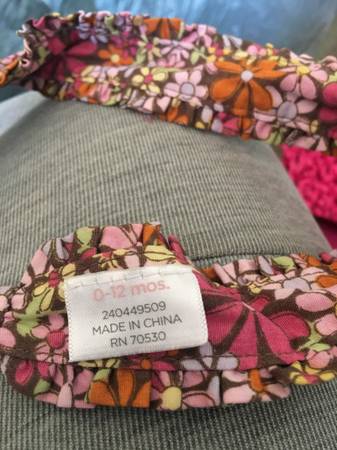 0-12 mos.
240449509
MADE IN CHINA
RN 70530